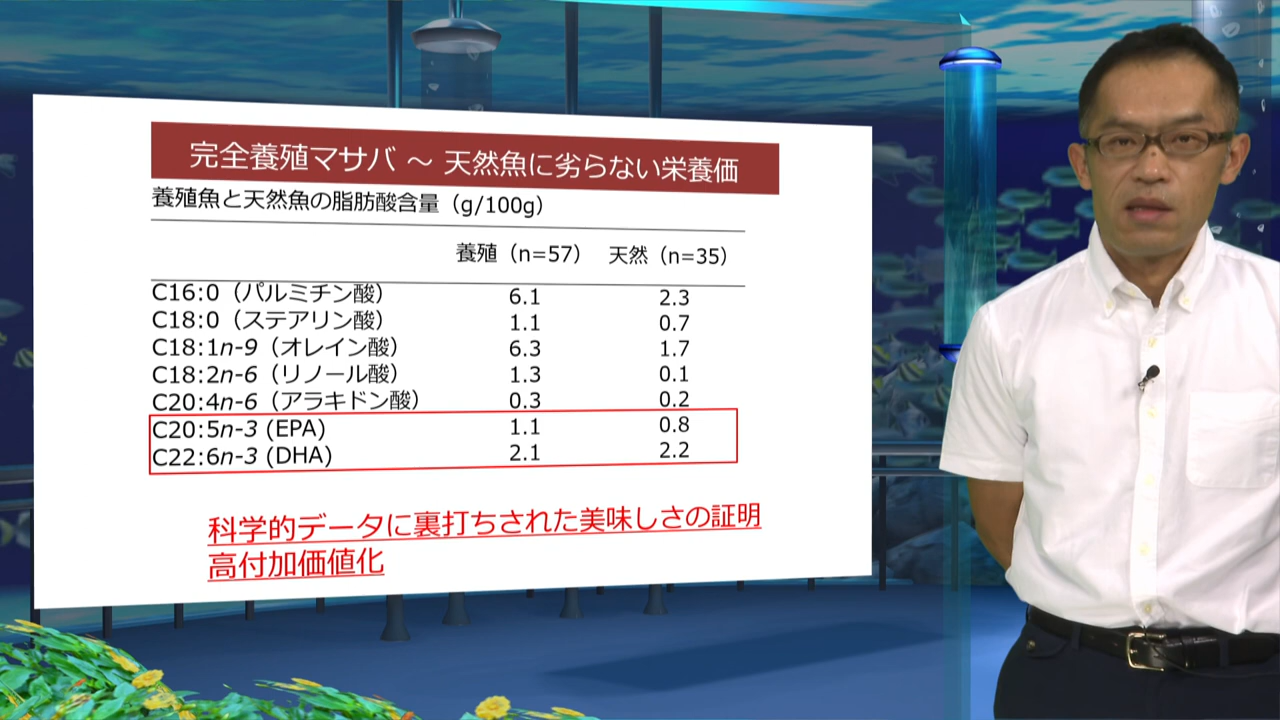 完全養殖マサバ ～ 天然魚に劣らない栄養価
養殖魚と天然魚の脂肪酸含量（g/100g）
養殖（n=57） 天然（n=35）
C16:0（パルミチン酸） 6.1 2.3
C18:0（ステアリン酸） 1.1 0.7
C18:1n-9（オレイン酸） 6.3 1.7
C18:2n-6（リノール酸） 1.3 0.1
C20:4n-6（アラキドン酸） 0.3 0.2
C20:5n-3 (EPA) 1.1 0.8
C22:6n-3 (DHA) 2.1 2.2
科学的データに裏打ちされた美味しさの証明
高付加価値化